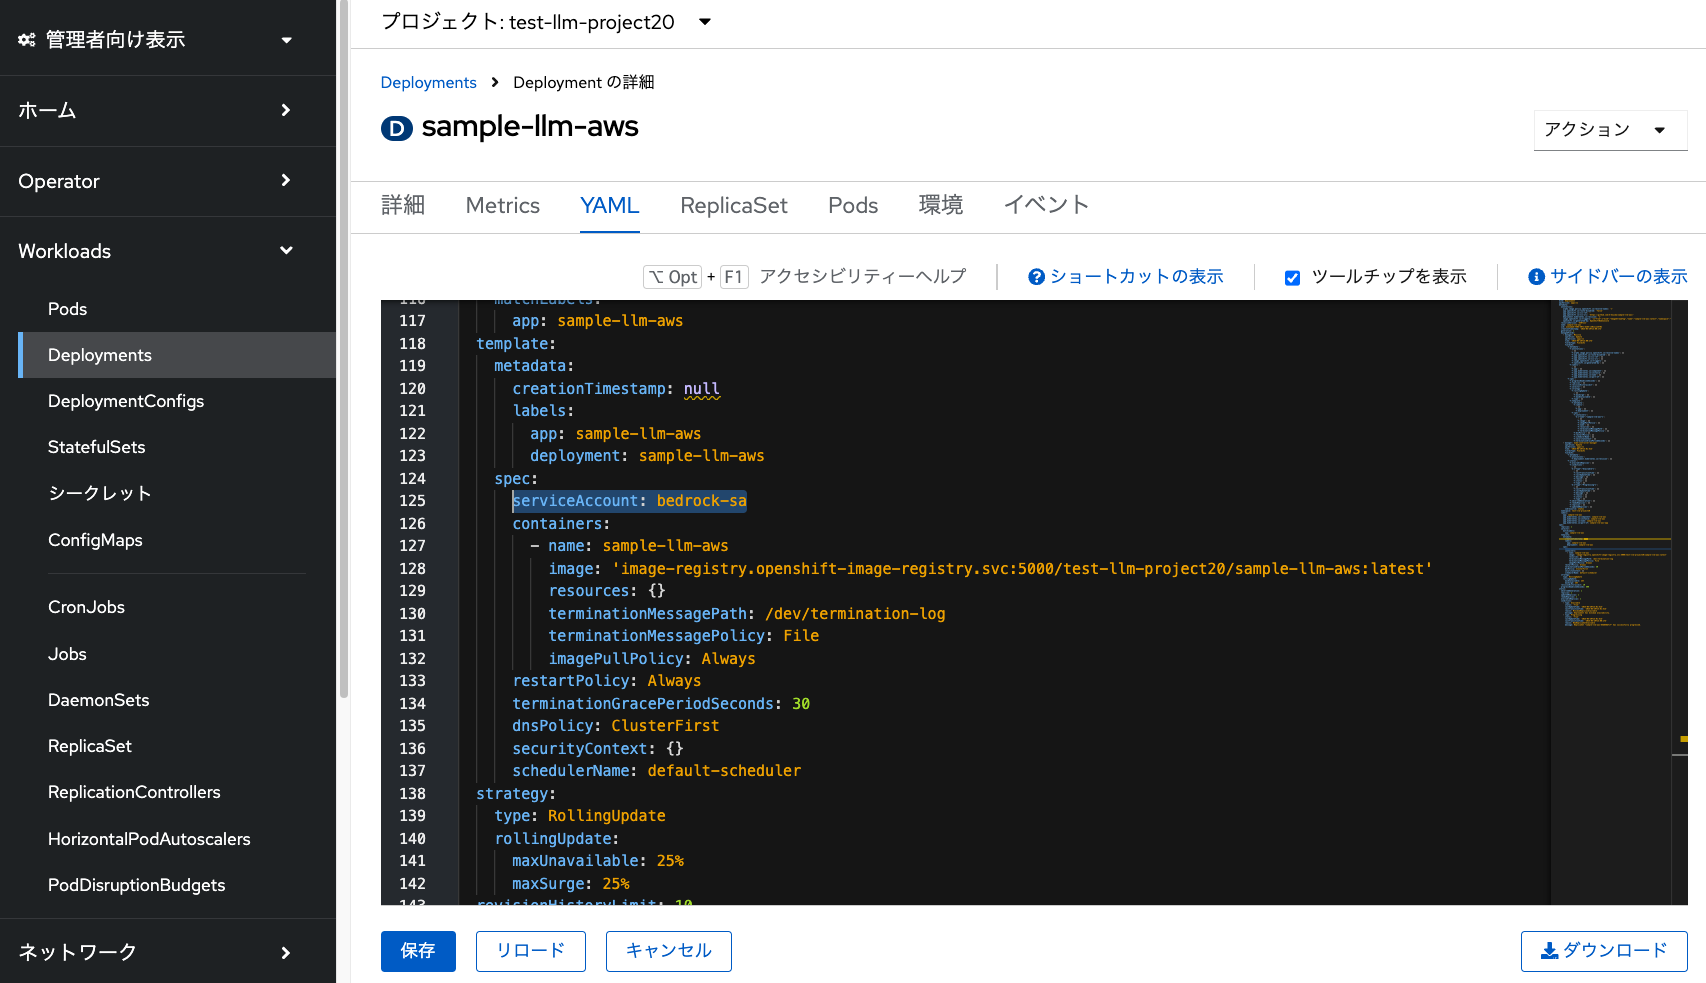 管理者向け表示
ホーム
Operator
Workloads
Pods
Deployments
DeploymentConfigs
StatefulSets
シークレット
ConfigMaps
CronJobs
Jobs
DaemonSets
ReplicaSet
ReplicationControllers
HorizontalPodAutoscalers
PodDisruptionBudgets
ネットワーク
プロジェクト: test-llm-project20
Deployments > Deployment の詳細
D sample-llm-aws
アクション
詳細 Metrics YAML ReplicaSet Pods 環境 イベント
⌥ Opt + F1 アクセシビリティーヘルプ ショートカットの表示 ツールチップを表示 サイドバーの表示
116 matchLabels:
117 app: sample-llm-aws
118 template:
119 metadata:
120 creationTimestamp: null
121 labels:
122 app: sample-llm-aws
123 deployment: sample-llm-aws
124 spec:
125 serviceAccount: bedrock-sa
126 containers:
127 - name: sample-llm-aws
128 image: 'image-registry.openshift-image-registry.svc:5000/test-llm-project20/sample-llm-aws:latest'
129 resources: {}
130 terminationMessagePath: /dev/termination-log
131 terminationMessagePolicy: File
132 imagePullPolicy: Always
133 restartPolicy: Always
134 terminationGracePeriodSeconds: 30
135 dnsPolicy: ClusterFirst
136 securityContext: {}
137 schedulerName: default-scheduler
138 strategy:
139 type: RollingUpdate
140 rollingUpdate:
141 maxUnavailable: 25%
142 maxSurge: 25%
143 revisionHistoryLimit: 10
保存 リロード キャンセル ダウンロード